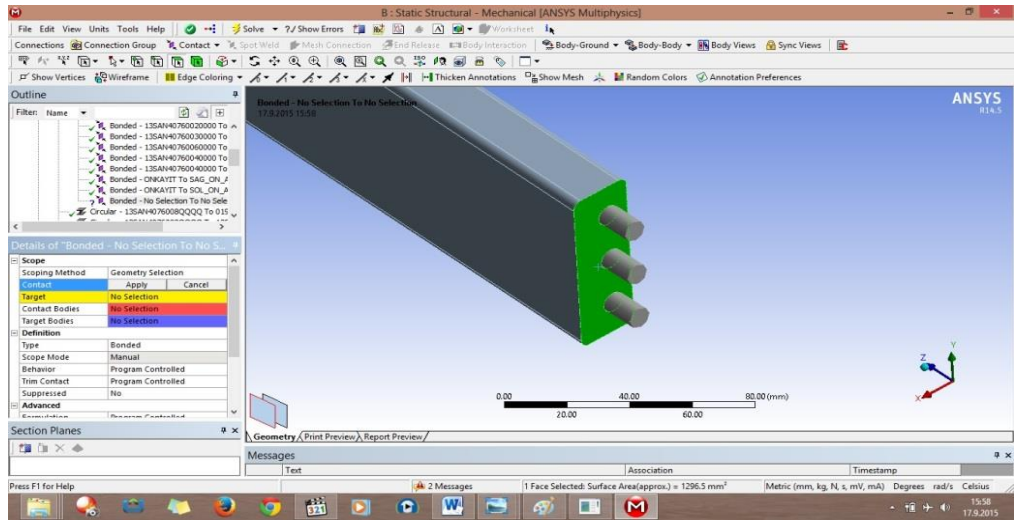 B : Static Structural - Mechanical [ANSYS Multiphysics]
File Edit View Units Tools Help Solve ?/ Show Errors Worksheet
Connections Connection Group Contact Spot Weld Mesh Connection End Release Body Interaction Body-Ground Body-Body Body Views Sync Views
Show Vertices Wireframe Edge Coloring Thicken Annotations Show Mesh Random Colors Annotation Preferences
Outline
Filter: Name
Bonded - 13SAN40760020000 To
Bonded - 13SAN40760030000 To
Bonded - 13SAN40760060000 To
Bonded - 13SAN40760040000 To
Bonded - 13SAN40760040000 To
Bonded - ONKAYIT To SAG_ON_A
Bonded - ONKAYIT To SOL_ON_A
Bonded - No Selection To No Sele
Circular - 13SAN4076008QQQQ To 015
Details of "Bonded - No Selection To No S...
Scope
Scoping Method Geometry Selection
Contact Apply Cancel
Target No Selection
Contact Bodies No Selection
Target Bodies No Selection
Definition
Type Bonded
Scope Mode Manual
Behavior Program Controlled
Trim Contact Program Controlled
Suppressed No
Advanced
Formulation Program Controlled
Section Planes
Bonded - No Selection To No Selection
17.9.2015 15:58
ANSYS
R14.5
Z
Y
X
0.00 40.00 80.00 (mm)
20.00 60.00
Geometry Print Preview Report Preview
Messages
Text Association Timestamp
Press F1 for Help 2 Messages 1 Face Selected: Surface Area(approx.) = 1296.5 mm² Metric (mm, kg, N, s, mV, mA) Degrees rad/s Celsius
321
15:58
17.9.2015